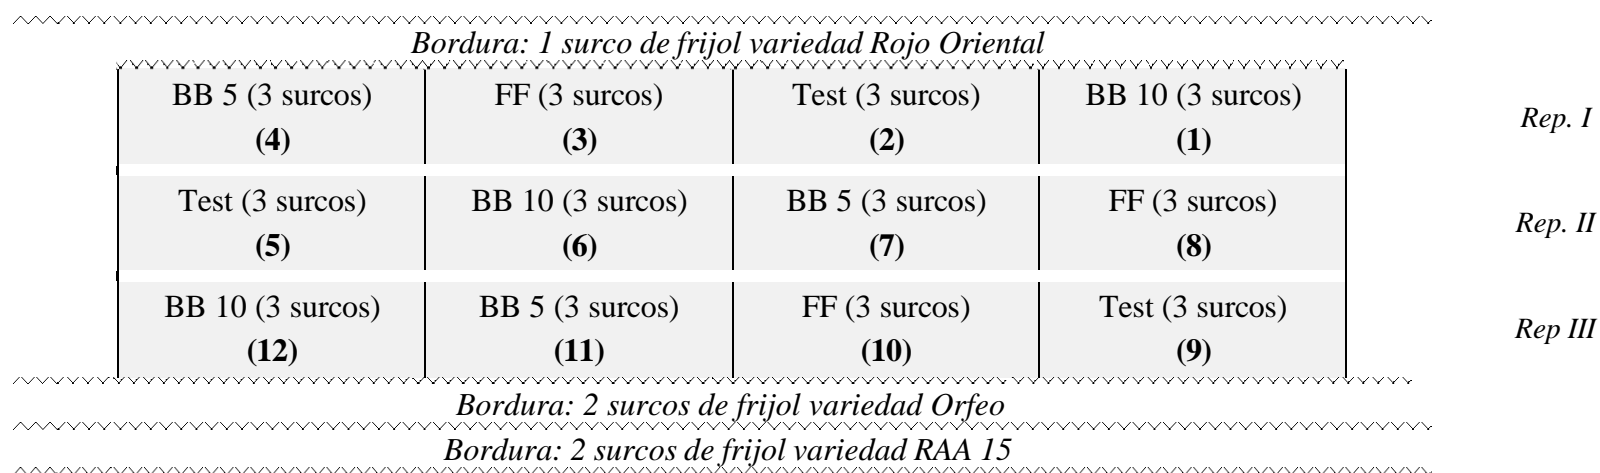 Bordura: 1 surco de frijol variedad Rojo Oriental
BB 5 (3 surcos) FF (3 surcos) Test (3 surcos) BB 10 (3 surcos)
(4) (3) (2) (1)
Rep. I
Test (3 surcos) BB 10 (3 surcos) BB 5 (3 surcos) FF (3 surcos)
(5) (6) (7) (8)
Rep. II
BB 10 (3 surcos) BB 5 (3 surcos) FF (3 surcos) Test (3 surcos)
(12) (11) (10) (9)
Rep III
Bordura: 2 surcos de frijol variedad Orfeo
Bordura: 2 surcos de frijol variedad RAA 15